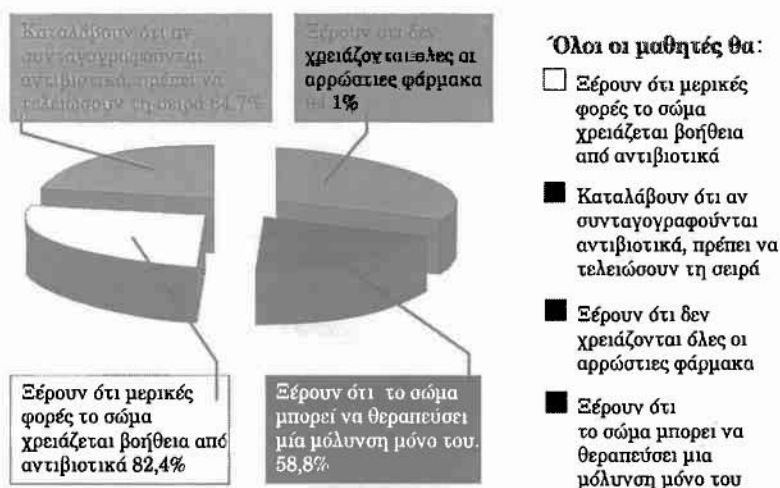 Καταλάβουν ότι αν
συνταγογραφούνται
αντιβιοτικά, πρέπει να
τελειώσουν τη σειρά 64,7%
Ξέρουν ότι δεν
χρειάζονται όλες οι
αρρώστιες φάρμακα
1%
Ξέρουν ότι μερικές
φορές το σώμα
χρειάζεται βοήθεια από
αντιβιοτικά 82,4%
Ξέρουν ότι το σώμα
μπορεί να θεραπεύσει
μία μόλυνση μόνο του.
58,8%
Όλοι οι μαθητές θα:
Ξέρουν ότι μερικές
φορές το σώμα
χρειάζεται βοήθεια
από αντιβιοτικά
Καταλάβουν ότι αν
συνταγογραφούνται
αντιβιοτικά, πρέπει να
τελειώσουν τη σειρά
Ξέρουν ότι δεν
χρειάζονται όλες οι
αρρώστιες φάρμακα
Ξέρουν ότι
το σώμα μπορει να
θεραπεύσει μια
μόλυνση μόνο του